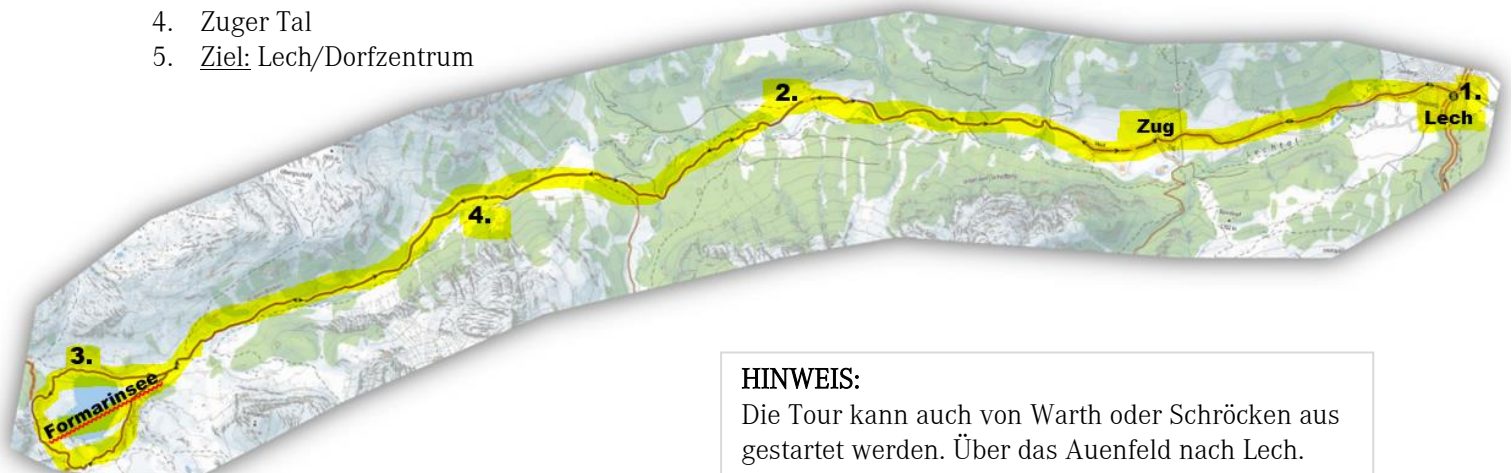 4. Zuger Tal
5. Ziel: Lech/Dorfzentrum
2.
1.
Lech
Zug
Lechtal
4.
3.
Formarinsee
HINWEIS:
Die Tour kann auch von Warth oder Schröcken aus
gestartet werden. Über das Auenfeld nach Lech.